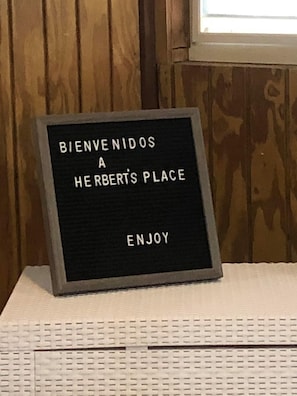 BIENVENIDOS
A
HERBERT'S PLACE
ENJOY